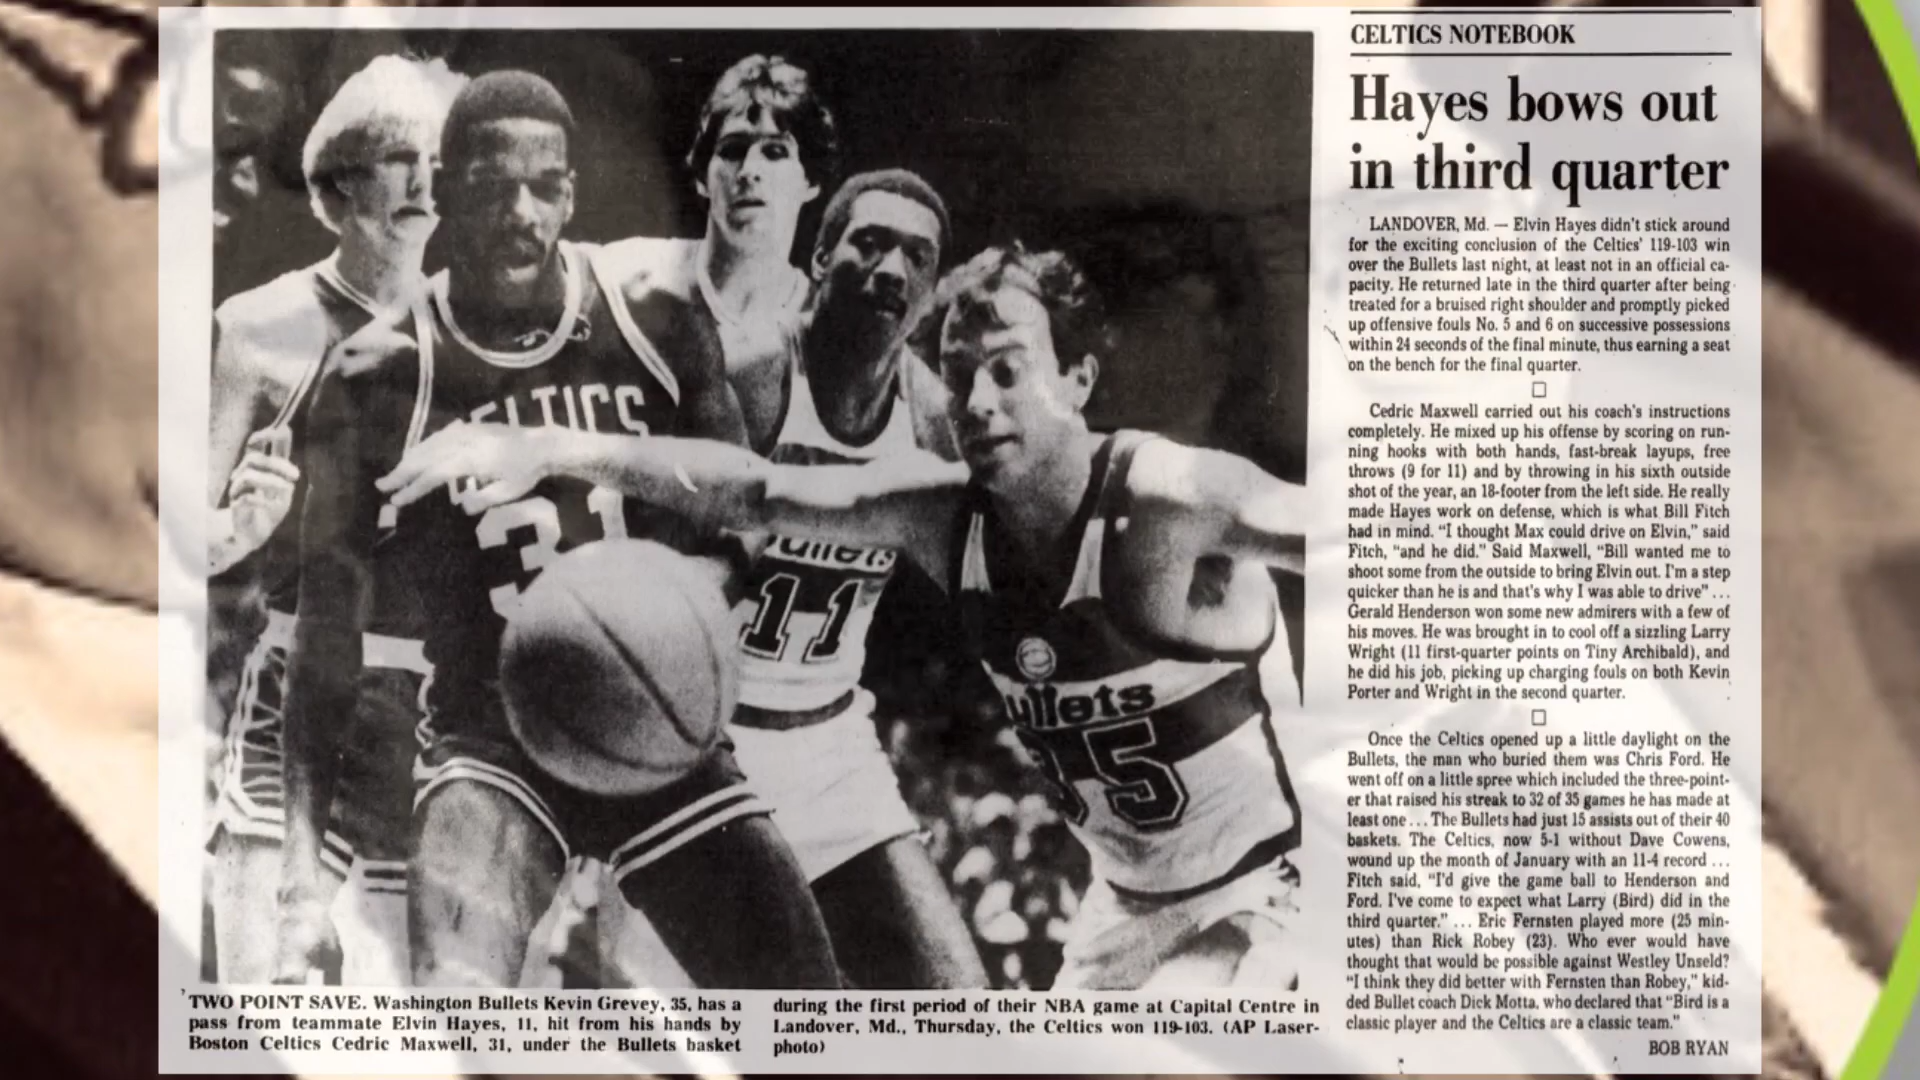 CELTICS NOTEBOOK
Hayes bows out
in third quarter
LANDOVER, Md. — Elvin Hayes didn't stick around
for the exciting conclusion of the Celtics' 119-103 win
over the Bullets last night, at least not in an official ca-
pacity. He returned late in the third quarter after being
treated for a bruised right shoulder and promptly picked
up offensive fouls No. 5 and 6 on successive possessions
within 24 seconds of the final minute, thus earning a seat
on the bench for the final quarter.
Cedric Maxwell carried out his coach's instructions
completely. He mixed up his offense by scoring on run-
ning hooks with both hands, fast-break layups, free
throws (9 for 11) and by throwing in his sixth outside
shot of the year, an 18-footer from the left side. He really
made Hayes work on defense, which is what Bill Fitch
had in mind. "I thought Max could drive on Elvin," said
Fitch, "and he did." Said Maxwell, "Bill wanted me to
shoot some from the outside to bring Elvin out. I'm a step
quicker than he is and that's why I was able to drive" ...
Gerald Henderson won some new admirers with a few of
his moves. He was brought in to cool off a sizzling Larry
Wright (11 first-quarter points on Tiny Archibald), and
he did his job, picking up charging fouls on both Kevin
Porter and Wright in the second quarter.
Once the Celtics opened up a little daylight on the
Bullets, the man who buried them was Chris Ford. He
went off on a little spree which included the three-point-
er that raised his streak to 32 of 35 games he has made at
least one ... The Bullets had just 15 assists out of their 40
baskets. The Celtics, now 5-1 without Dave Cowens,
wound up the month of January with an 11-4 record ...
Fitch said, "I'd give the game ball to Henderson and
Ford. I've come to expect what Larry (Bird) did in the
third quarter." ... Eric Fernsten played more (25 min-
utes) than Rick Robey (23). Who ever would have
thought that would be possible against Westley Unseld?
"I think they did better with Fernsten than Robey," kid-
ded Bullet coach Dick Motta, who declared that "Bird is a
classic player and the Celtics are a classic team."
BOB RYAN
ELTICS
31
ullets
11
ullets
35
TWO POINT SAVE. Washington Bullets Kevin Grevey, 35, has a
pass from teammate Elvin Hayes, 11, hit from his hands by
Boston Celtics Cedric Maxwell, 31, under the Bullets basket
during the first period of their NBA game at Capital Centre in
Landover, Md., Thursday, the Celtics won 119-103. (AP Laser-
photo)